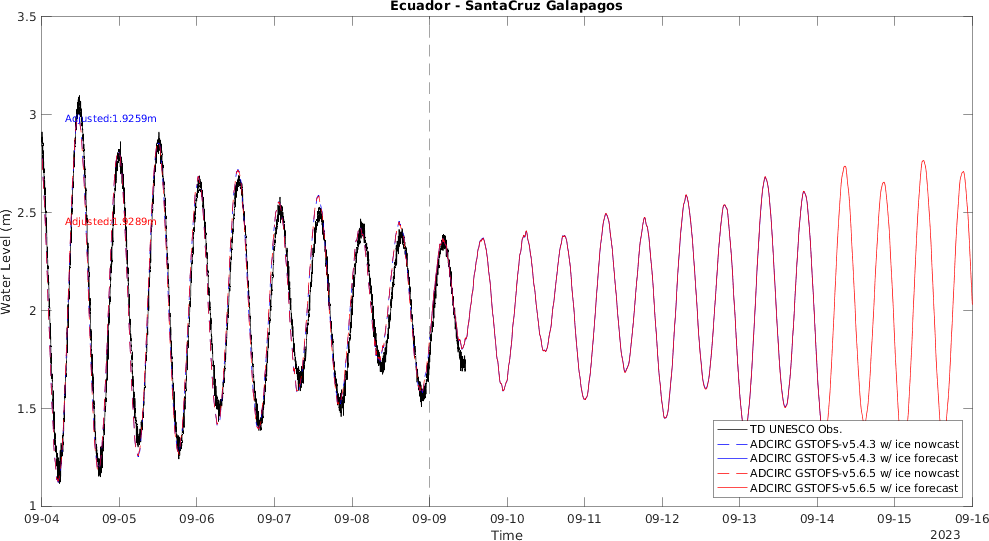 Ecuador - SantaCruz Galapagos
3.5
3
2.5
2
1.5
1
Water Level (m)
Adjusted:1.9259m
Adjusted:1.9289m
TD UNESCO Obs.
ADCIRC GSTOFS-v5.4.3 w/ ice nowcast
ADCIRC GSTOFS-v5.4.3 w/ ice forecast
ADCIRC GSTOFS-v5.6.5 w/ ice nowcast
ADCIRC GSTOFS-v5.6.5 w/ ice forecast
09-04 09-05 09-06 09-07 09-08 09-09 09-10 09-11 09-12 09-13 09-14 09-15 09-16
Time
2023